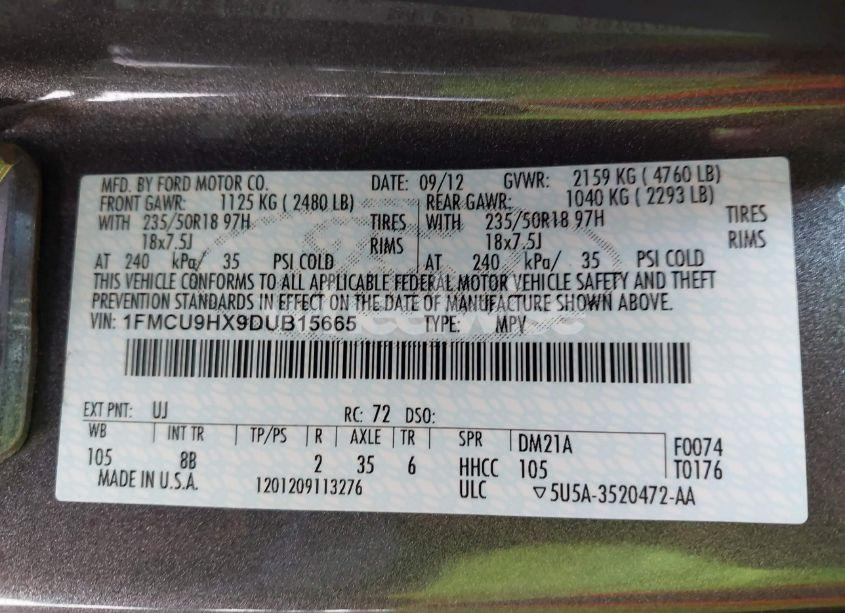 MFD. BY FORD MOTOR CO. DATE: 09/12 GVWR: 2159 KG ( 4760 LB)
FRONT GAWR: 1125 KG ( 2480 LB) REAR GAWR: 1040 KG ( 2293 LB)
WITH 235/50R18 97H TIRES WITH 235/50R18 97H TIRES
18x7.5J RIMS 18x7.5J RIMS
AT 240 kPa/ 35 PSI COLD AT 240 kPa/ 35 PSI COLD
THIS VEHICLE CONFORMS TO ALL APPLICABLE FEDERAL MOTOR VEHICLE SAFETY AND THEFT
PREVENTION STANDARDS IN EFFECT ON THE DATE OF MANUFACTURE SHOWN ABOVE.
VIN: 1FMCU9HX9DUB15665 TYPE: MPV
EXT PNT: UJ RC: 72 DSO:
WB INT TR TP/PS R AXLE TR SPR DM21A F0074
105 8B 2 35 6 HHCC 105 T0176
MADE IN U.S.A. 1201209113276 ULC ▽5U5A-3520472-AA